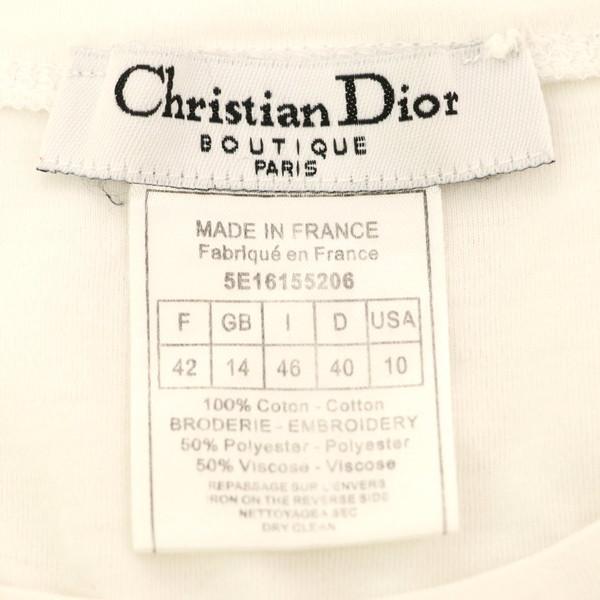 Christian Dior
BOUTIQUE
PARIS
MADE IN FRANCE
Fabriqué en France
5E16155206
F GB I D USA
42 14 46 40 10
100% Coton - Cotton
BRODERIE - EMBROIDERY
50% Polyester - Polyester
50% Viscose - Viscose
REPASSAGE SUR L'ENVERS
IRON ON THE REVERSE SIDE
NETTOYAGE A SEC
DRY CLEAN